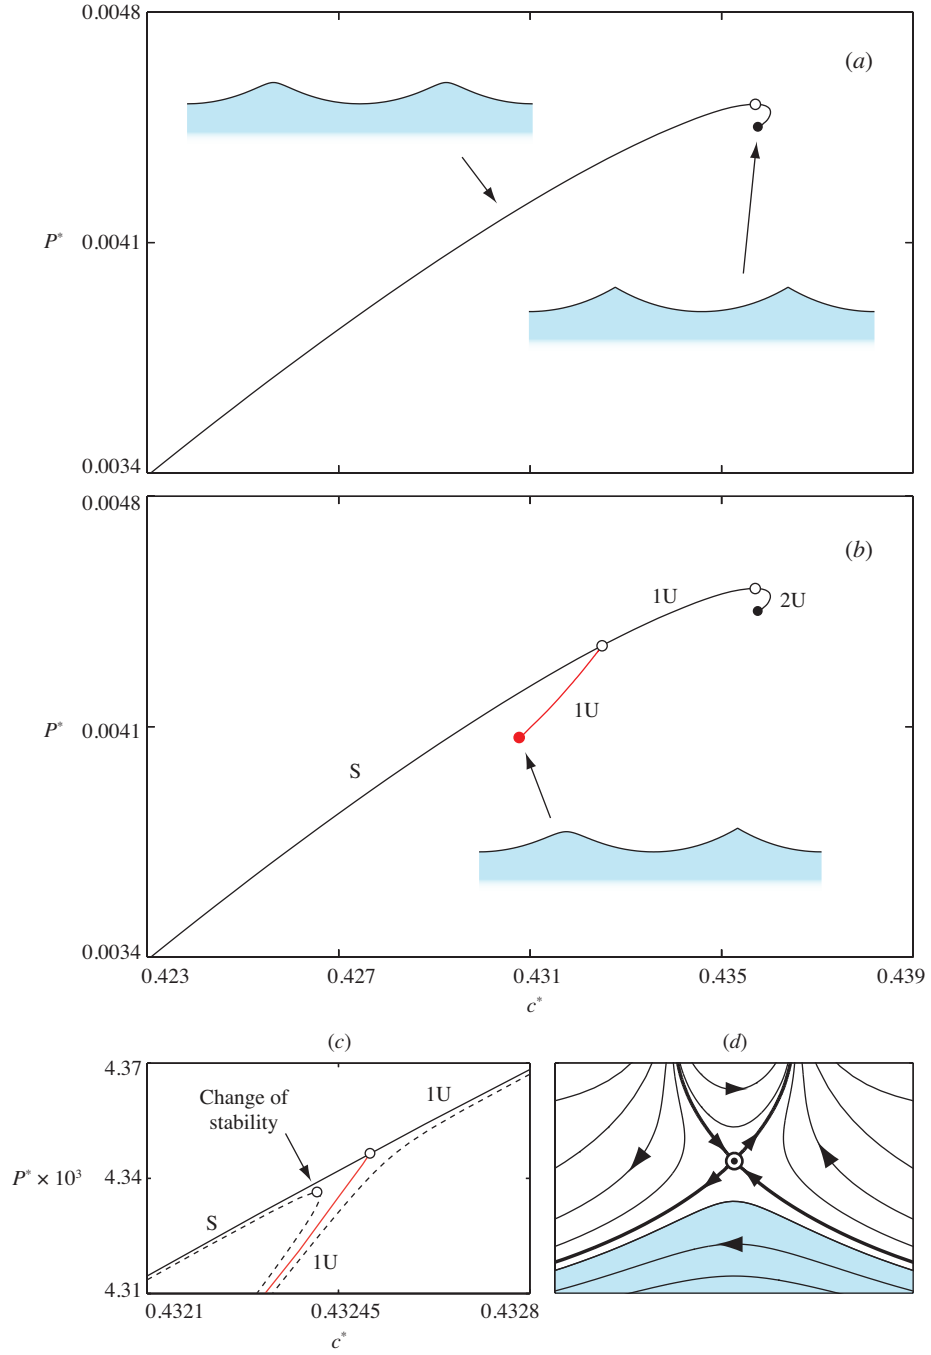 0.0048
(a)
P*
0.0041
0.0034
0.0048
(b)
1U
2U
1U
P*
0.0041
S
0.0034
0.423
0.427
0.431
0.435
0.439
c*
(c)
(d)
4.37
Change of
stability
1U
P* × 10³
4.34
S
1U
4.31
0.4321
0.43245
0.4328
c*